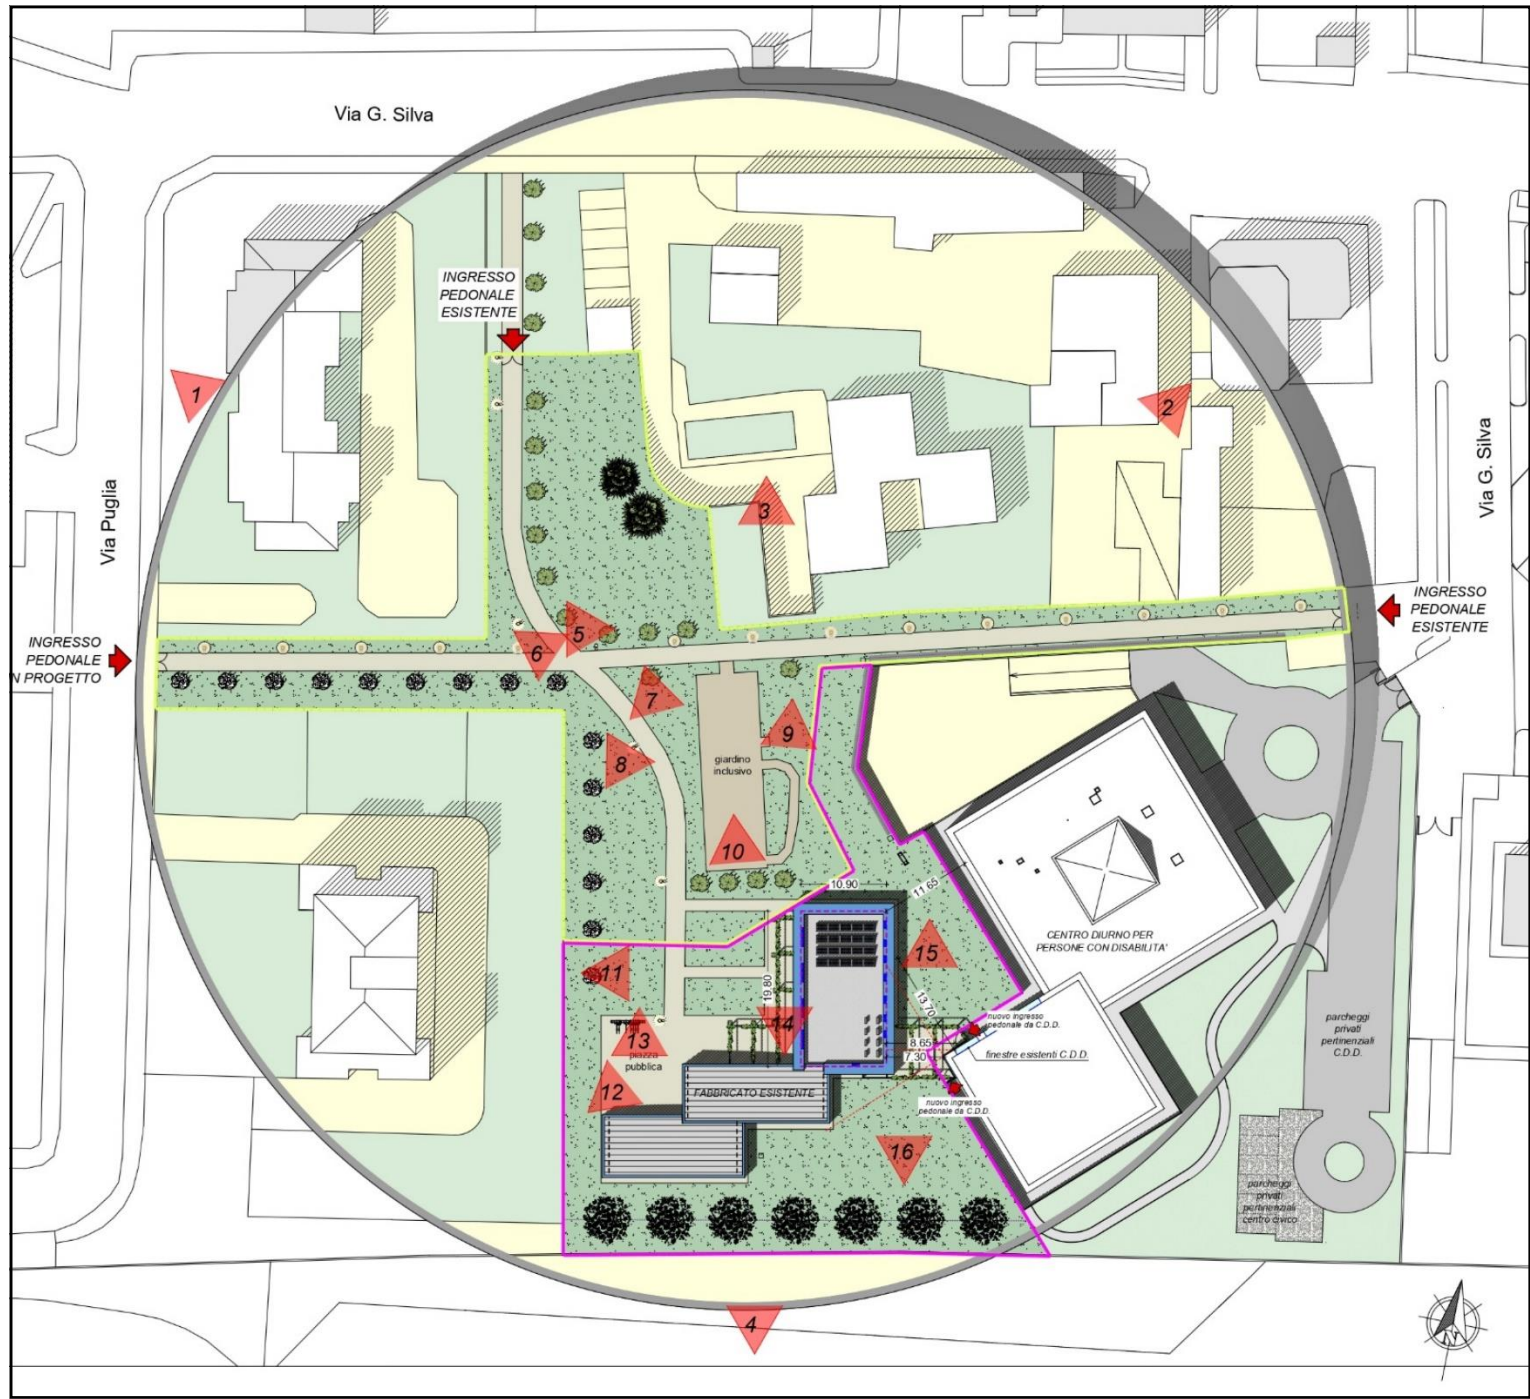 Via G. Silva
INGRESSO
PEDONALE
ESISTENTE
1
2
3
Via Puglia
Via G. Silva
INGRESSO
PEDONALE
ESISTENTE
INGRESSO
PEDONALE
N PROGETTO
5
6
7
8
9
giardino
inclusivo
10
10.90
11.65
CENTRO DIURNO PER
PERSONE CON DISABILITA'
11
15
19.80
13.70
14
nuovo ingresso
pedonale da C.D.D.
8.65
7.30
finestre esistenti C.D.D.
13
piazza
pubblica
12
FABBRICATO ESISTENTE
nuovo ingresso
pedonale da C.D.D.
parcheggi
privati
pertinenziali
C.D.D.
16
parcheggi
privati
pertinenziali
centro civico
4
N